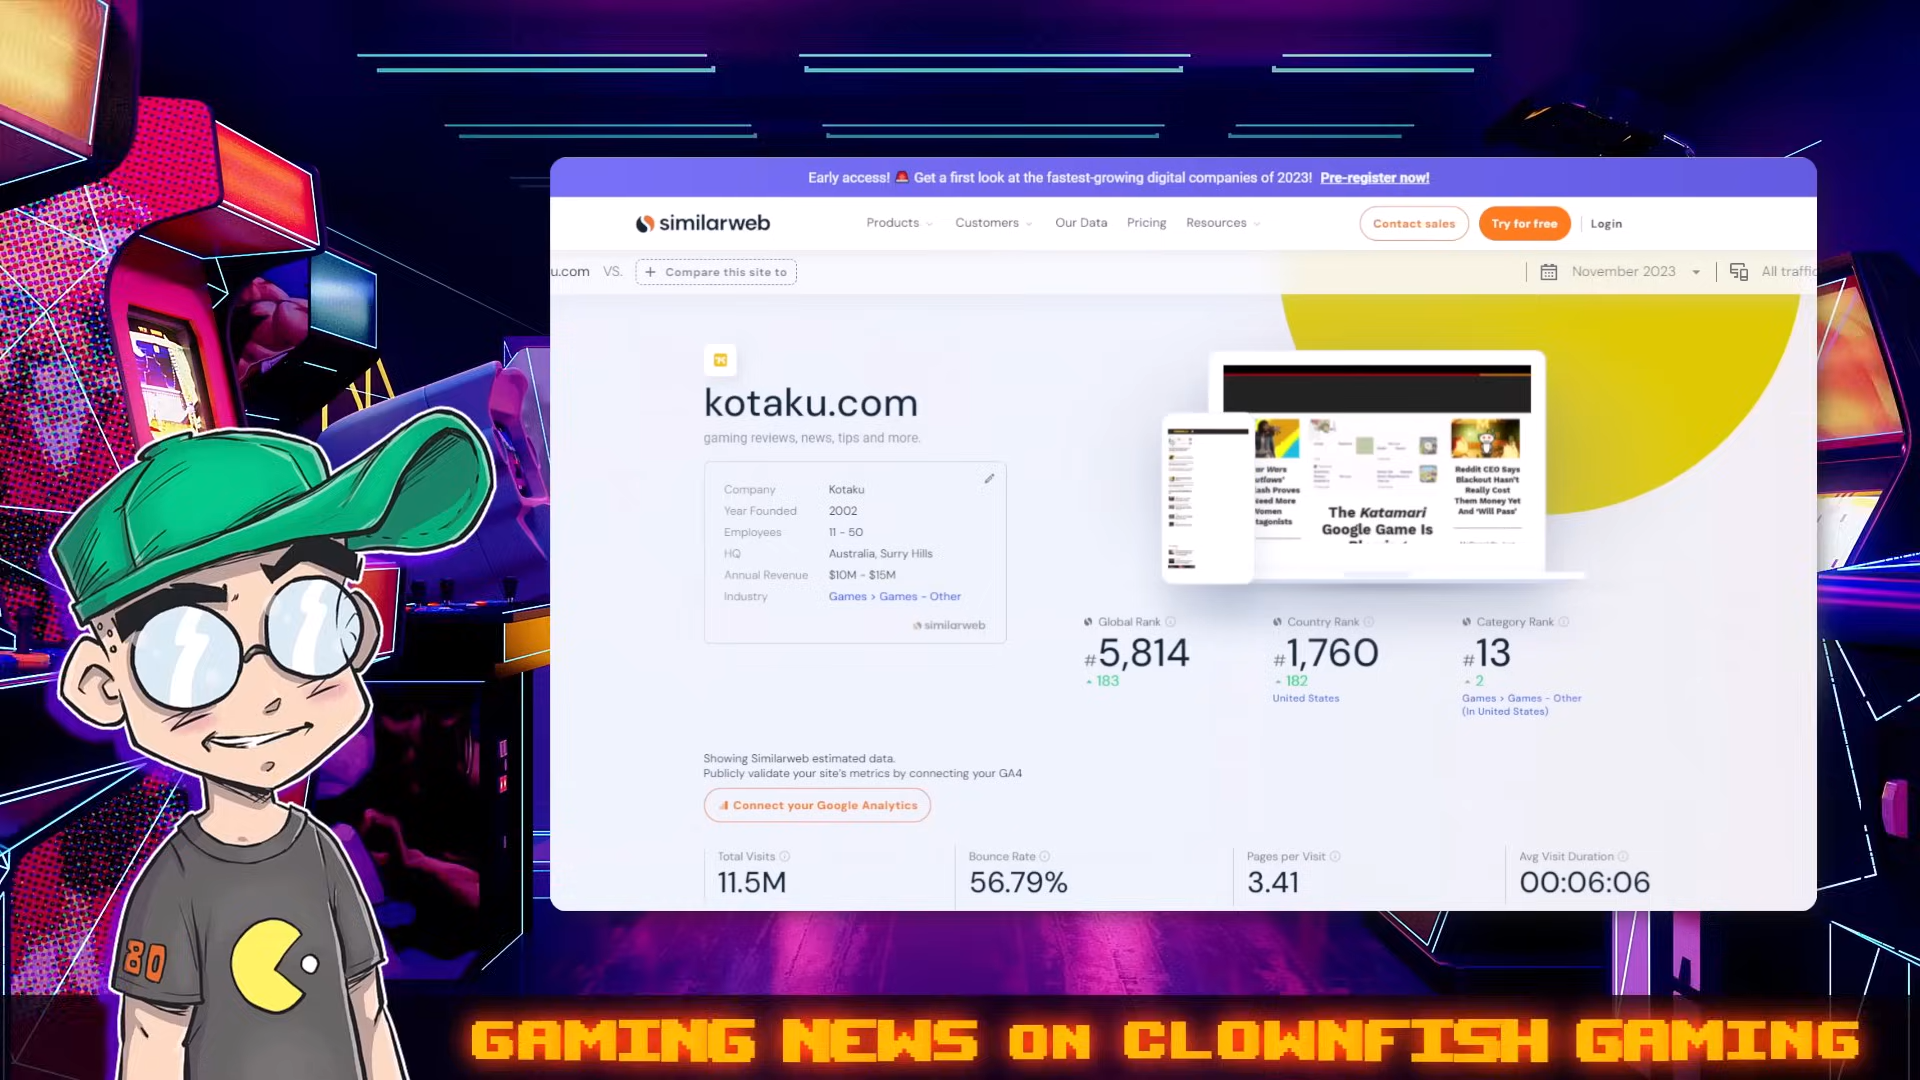 Early access! 🚨 Get a first look at the fastest-growing digital companies of 2023! Pre-register now!
similarweb
Products Customers Our Data Pricing Resources
Contact sales
Try for free
Login
u.com VS. + Compare this site to
November 2023
All traffic
kotaku.com
gaming reviews, news, tips and more.
Company Kotaku
Year Founded 2002
Employees 11 - 50
HQ Australia, Surry Hills
Annual Revenue $10M - $15M
Industry Games > Games - Other
similarweb
The Katamari
Google Game Is
Reddit CEO Says
Blackout Hasn't
Really Cost
Them Money Yet
And 'Will Pass'
Global Rank
#5,814
183
Country Rank
#1,760
182
United States
Category Rank
#13
2
Games > Games - Other
(In United States)
Showing Similarweb estimated data.
Publicly validate your site's metrics by connecting your GA4
Connect your Google Analytics
Total Visits
11.5M
Bounce Rate
56.79%
Pages per Visit
3.41
Avg Visit Duration
00:06:06
80
GAMING NEWS ON CLOWNFISH GAMING